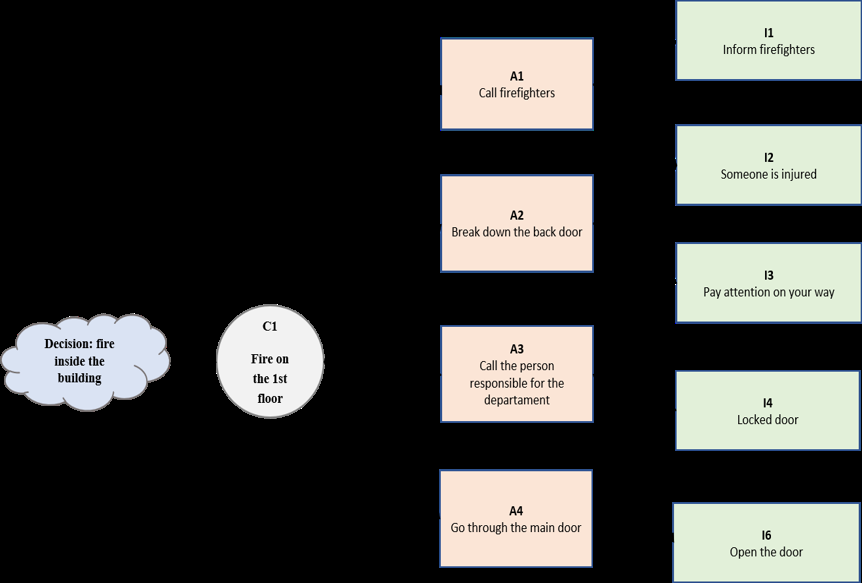 Decision: fire
inside the
building
C1
Fire on
the 1st
floor
A1
Call firefighters
A2
Break down the back door
A3
Call the person
responsible for the
departament
A4
Go through the main door
I1
Inform firefighters
I2
Someone is injured
I3
Pay attention on your way
I4
Locked door
I6
Open the door